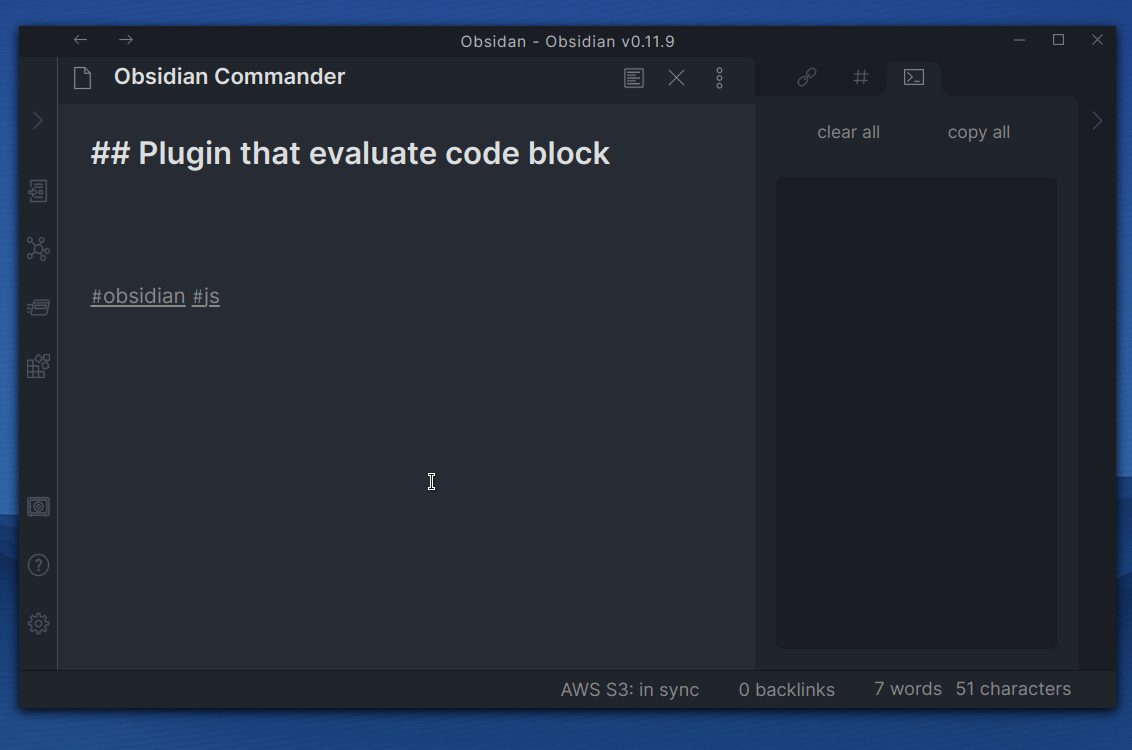 Obsidan - Obsidian v0.11.9
Obsidian Commander
clear all copy all
## Plugin that evaluate code block
#obsidian #js
AWS S3: in sync 0 backlinks 7 words 51 characters